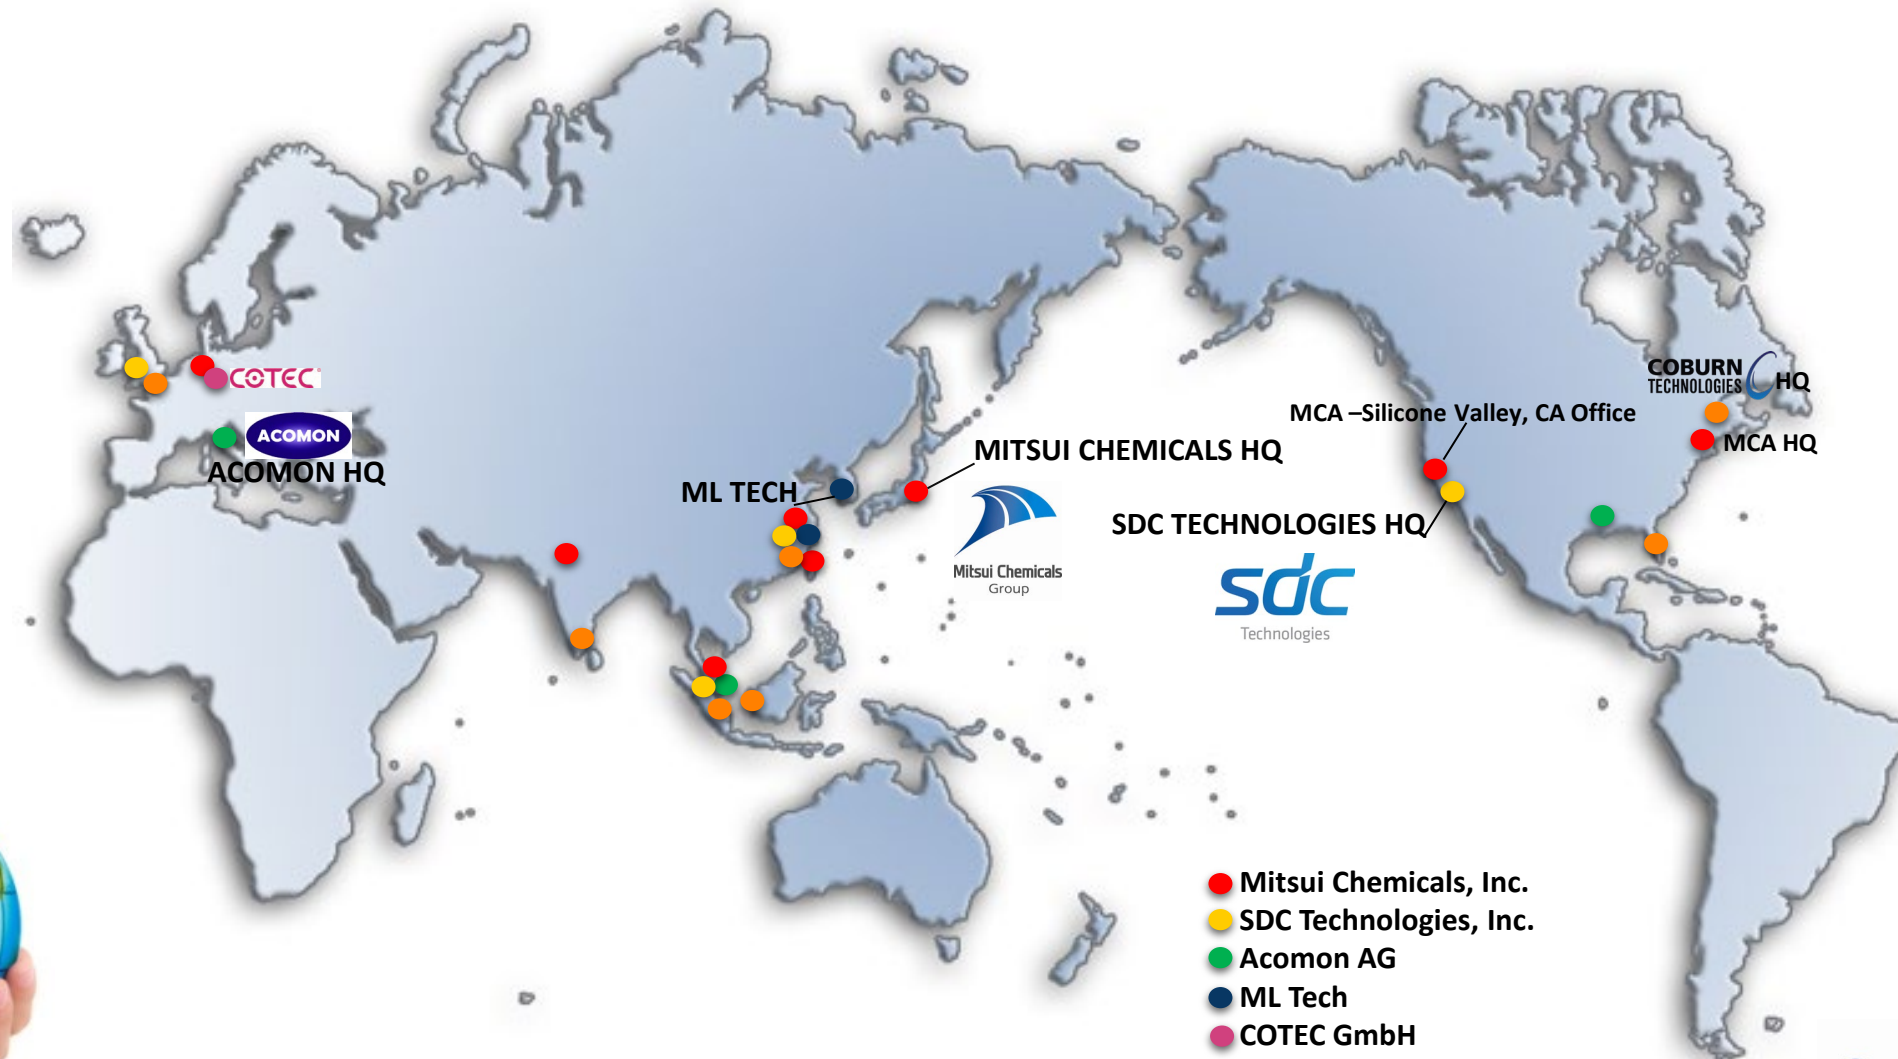 COBURN
TECHNOLOGIES
HQ
COTEC
MCA –Silicone Valley, CA Office
ACOMON
MCA HQ
MITSUI CHEMICALS HQ
ACOMON HQ
ML TECH
SDC TECHNOLOGIES HQ
Mitsui Chemicals
Group
sdc
Technologies
Mitsui Chemicals, Inc.
SDC Technologies, Inc.
Acomon AG
ML Tech
COTEC GmbH